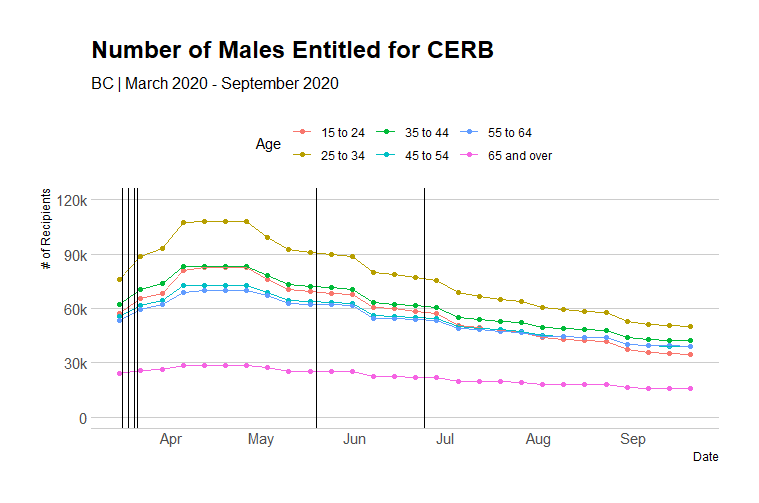 Number of Males Entitled for CERB
BC | March 2020 - September 2020
Age
15 to 24
35 to 44
55 to 64
25 to 34
45 to 54
65 and over
# of Recipients
120k
90k
60k
30k
0
Apr
May
Jun
Jul
Aug
Sep
Date